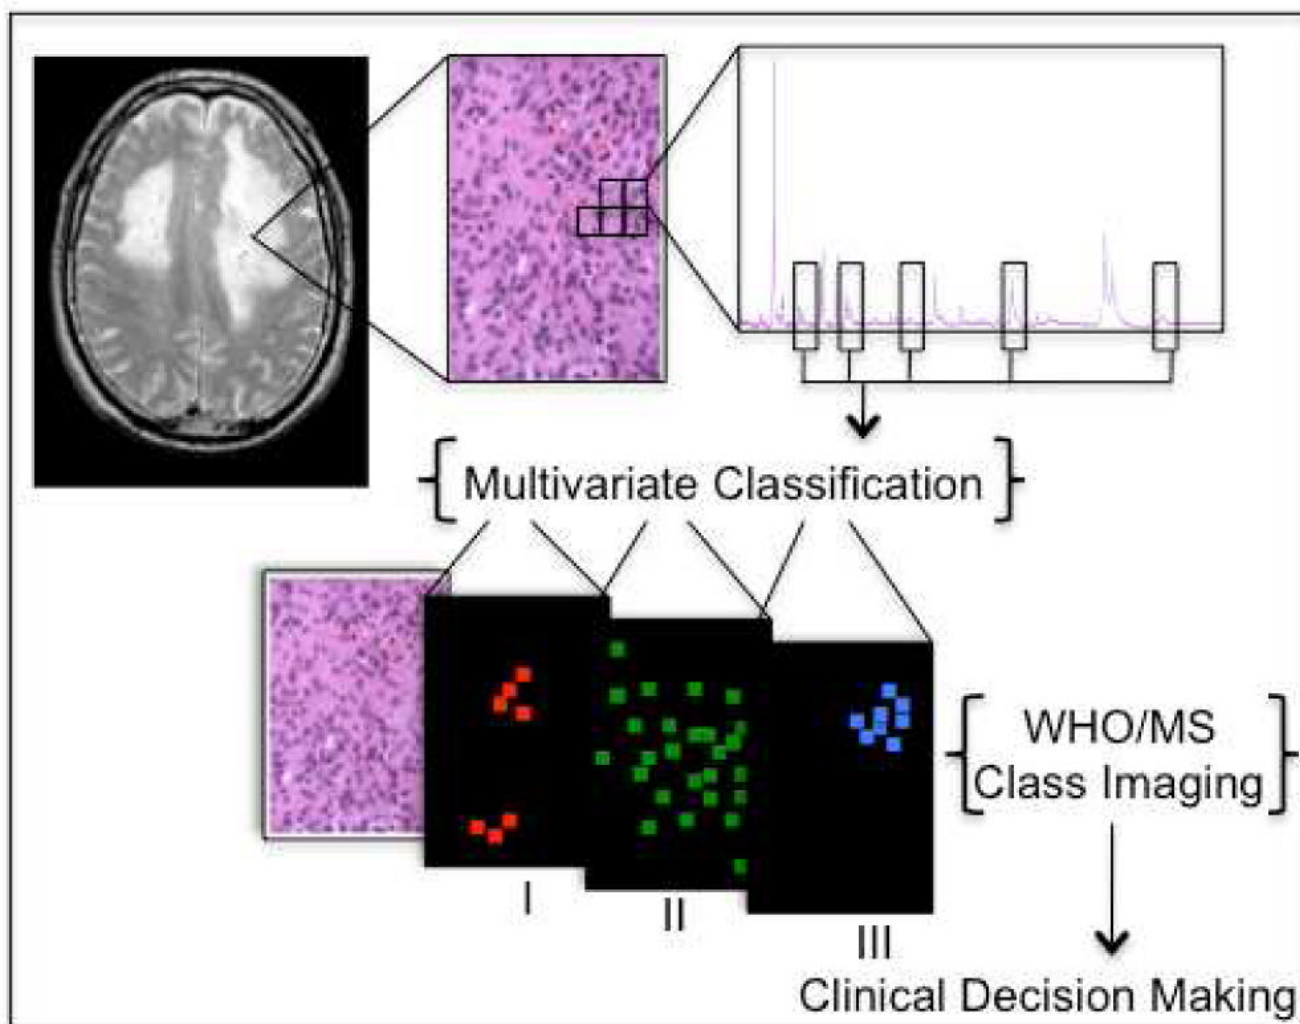 Multivariate Classification
WHO/MS
Class Imaging
I
II
III
Clinical Decision Making